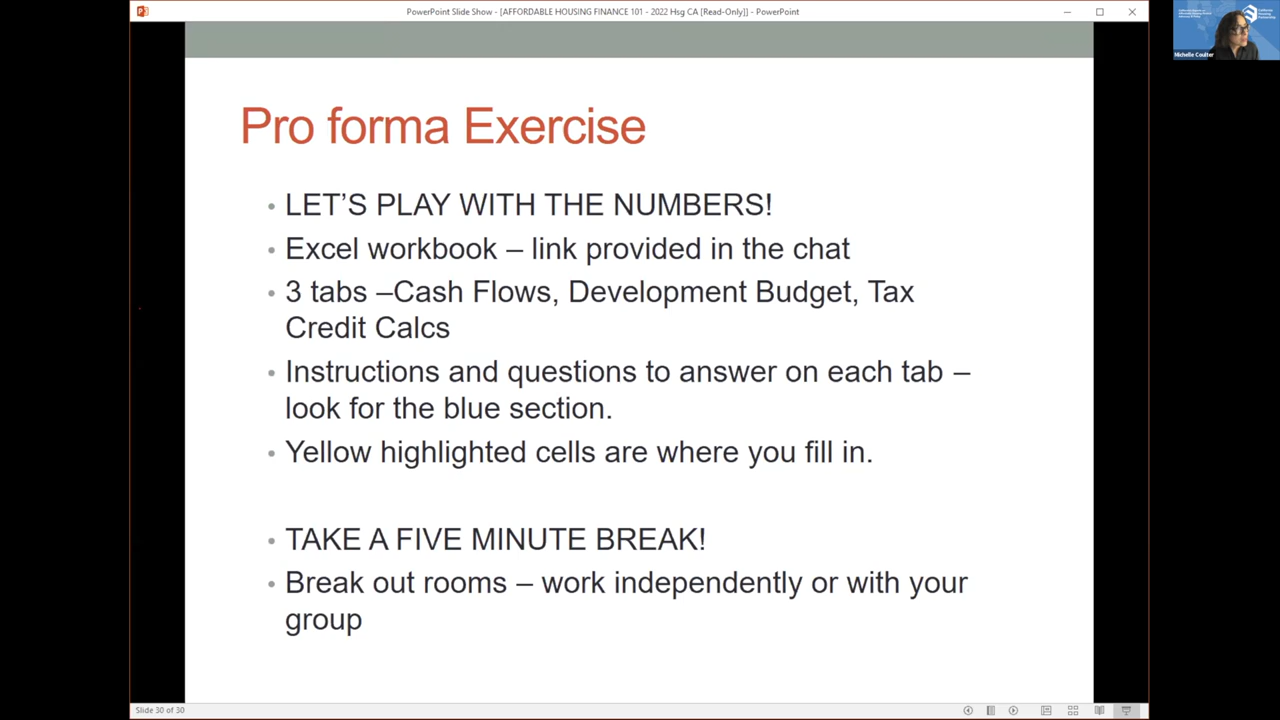 PowerPoint Slide Show - [AFFORDABLE HOUSING FINANCE 101 - 2022 Hsg CA [Read-Only]] - PowerPoint
Pro forma Exercise
• LET’S PLAY WITH THE NUMBERS!
• Excel workbook – link provided in the chat
• 3 tabs –Cash Flows, Development Budget, Tax
Credit Calcs
• Instructions and questions to answer on each tab –
look for the blue section.
• Yellow highlighted cells are where you fill in.
• TAKE A FIVE MINUTE BREAK!
• Break out rooms – work independently or with your
group
Slide 30 of 30
California
Housing
Partnership
Michelle Coulter